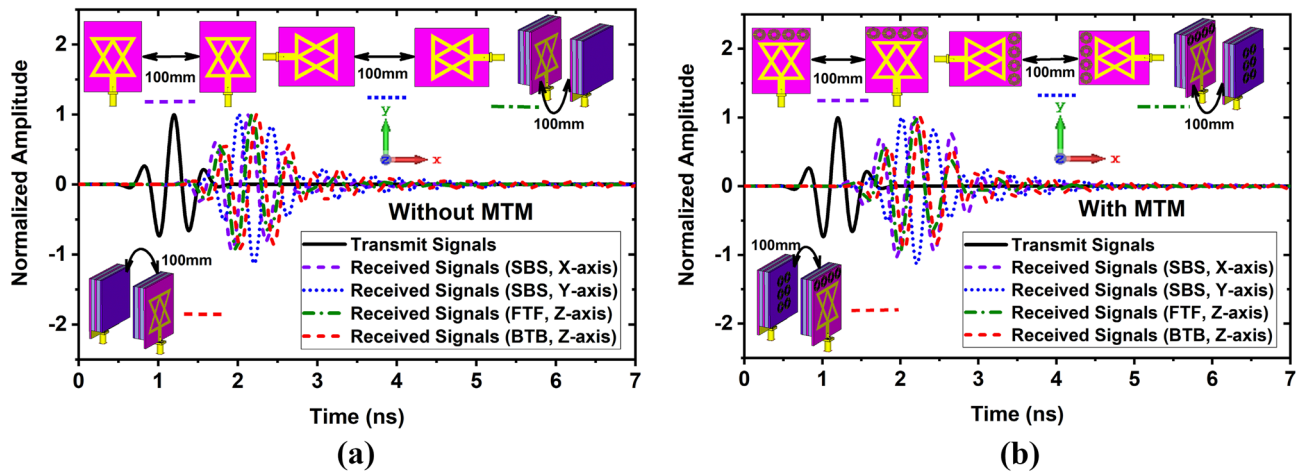 (a)
2
1
0
-1
-2
Normalized Amplitude
100mm
100mm
100mm
y
z
x
Without MTM
100mm
Transmit Signals
Received Signals (SBS, X-axis)
Received Signals (SBS, Y-axis)
Received Signals (FTF, Z-axis)
Received Signals (BTB, Z-axis)
0 1 2 3 4 5 6 7
Time (ns)
(a)
(b)
2
1
0
-1
-2
Normalized Amplitude
100mm
100mm
100mm
y
z
x
With MTM
100mm
Transmit Signals
Received Signals (SBS, X-axis)
Received Signals (SBS, Y-axis)
Received Signals (FTF, Z-axis)
Received Signals (BTB, Z-axis)
0 1 2 3 4 5 6 7
Time (ns)
(b)